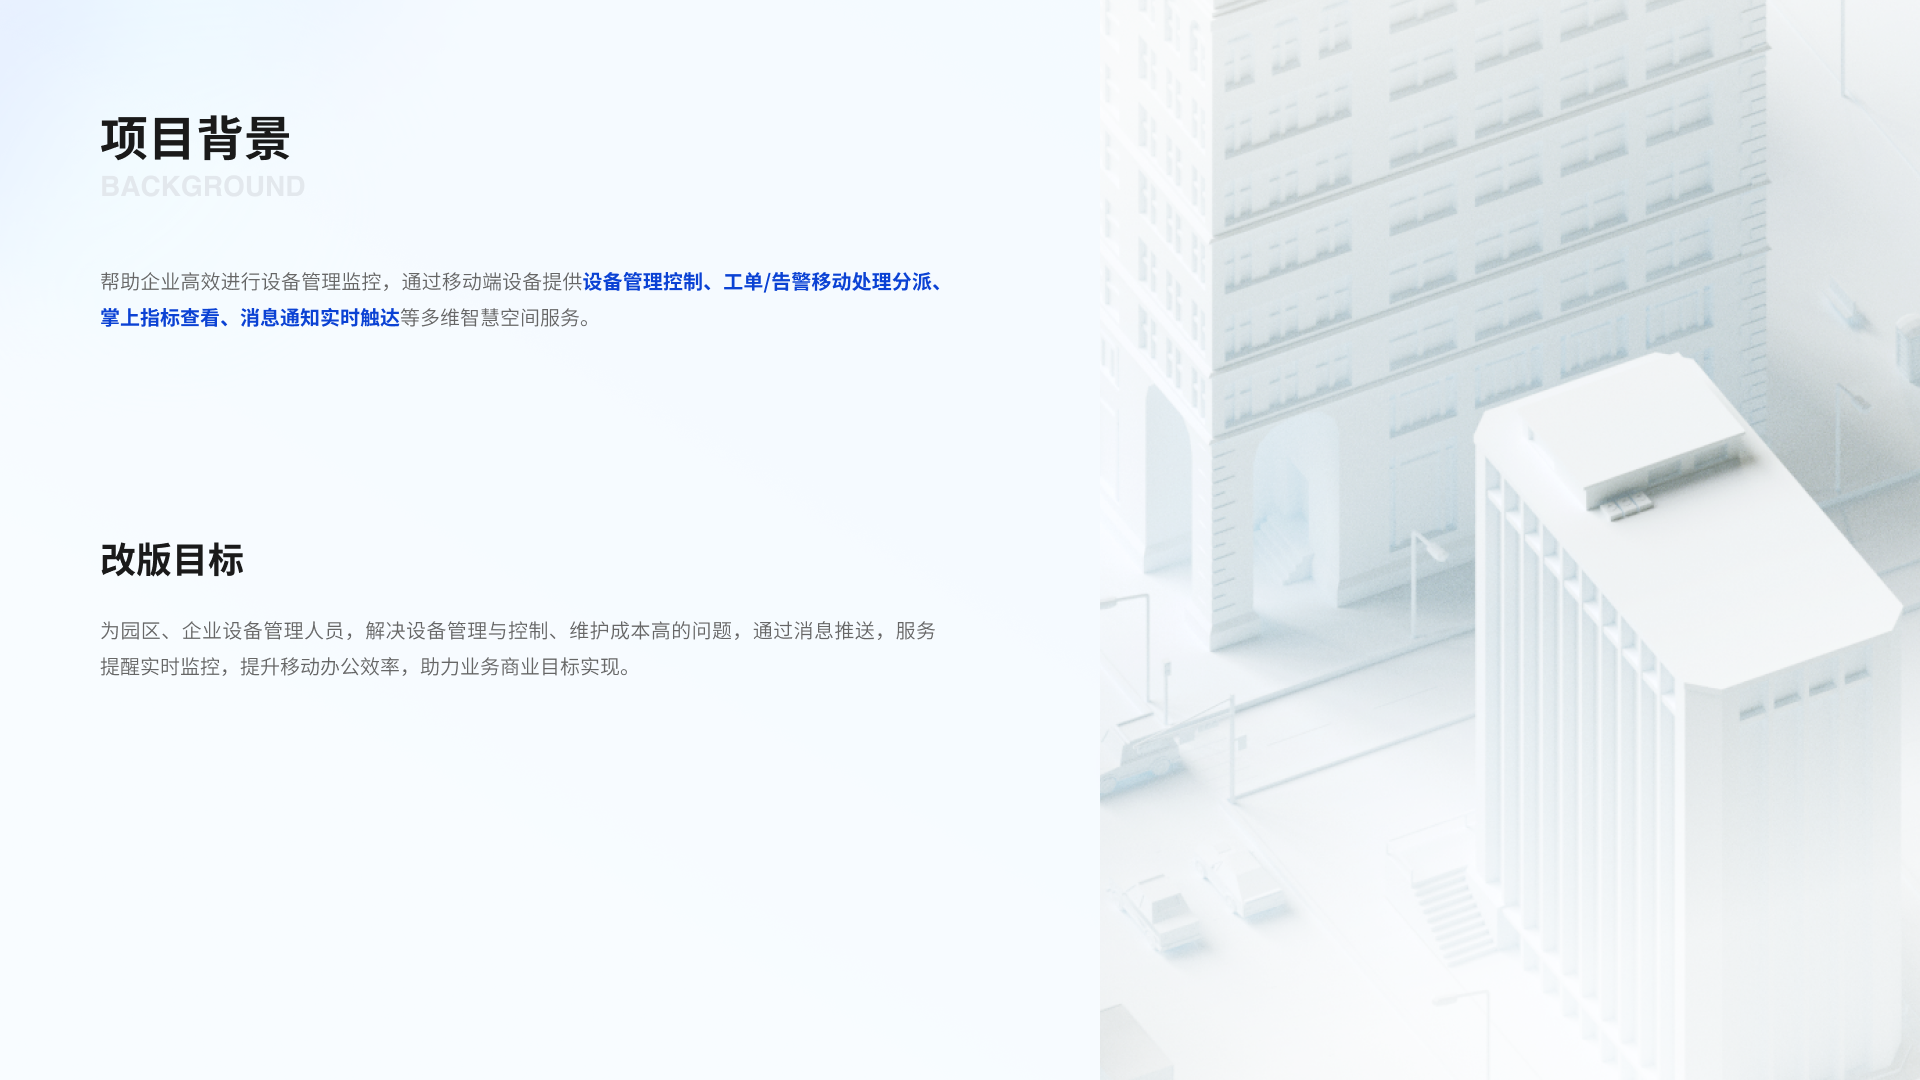 项目背景
BACKGROUND
帮助企业高效进行设备管理监控，通过移动端设备提供设备管理控制、工单/告警移动处理分派、
掌上指标查看、消息通知实时触达等多维智慧空间服务。
改版目标
为园区、企业设备管理人员，解决设备管理与控制、维护成本高的问题，通过消息推送，服务
提醒实时监控，提升移动办公效率，助力业务商业目标实现。